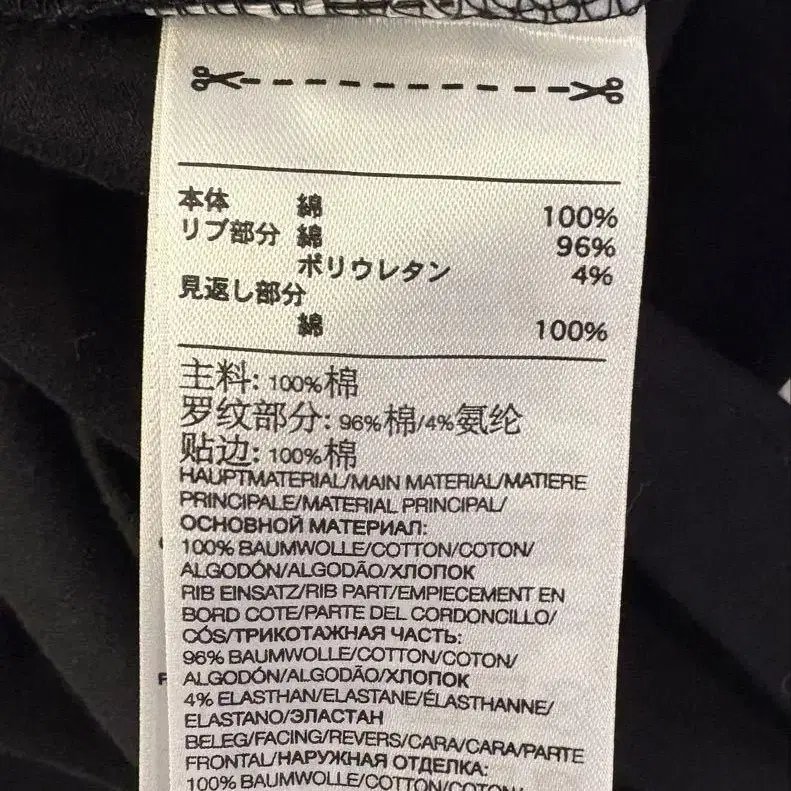 本体 綿 100%
リブ部分 綿 96%
ポリウレタン 4%
見返し部分
綿 100%
主料: 100%棉
罗纹部分: 96%棉/4%氨纶
贴边: 100%棉
HAUPTMATERIAL/MAIN MATERIAL/MATIERE
PRINCIPALE/MATERIAL PRINCIPAL/
ОСНОВНОЙ МАТЕРИАЛ:
100% BAUMWOLLE/COTTON/COTON/
ALGODÓN/ALGODÃO/ХЛОПОК
RIB EINSATZ/RIB PART/EMPIECEMENT EN
BORD COTE/PARTE DEL CORDONCILLO/
CÓS/ТРИКОТАЖНАЯ ЧАСТЬ:
96% BAUMWOLLE/COTTON/COTON/
ALGODÓN/ALGODÃO/ХЛОПОК
4% ELASTHAN/ELASTANE/ÉLASTHANNE/
ELASTANO/ЭЛАСТАН
BELEG/FACING/REVERS/CARA/CARA/PARTE
FRONTAL/НАРУЖНАЯ ОТДЕЛКА:
100% BAUMWOLLE/COTTON/COTON/